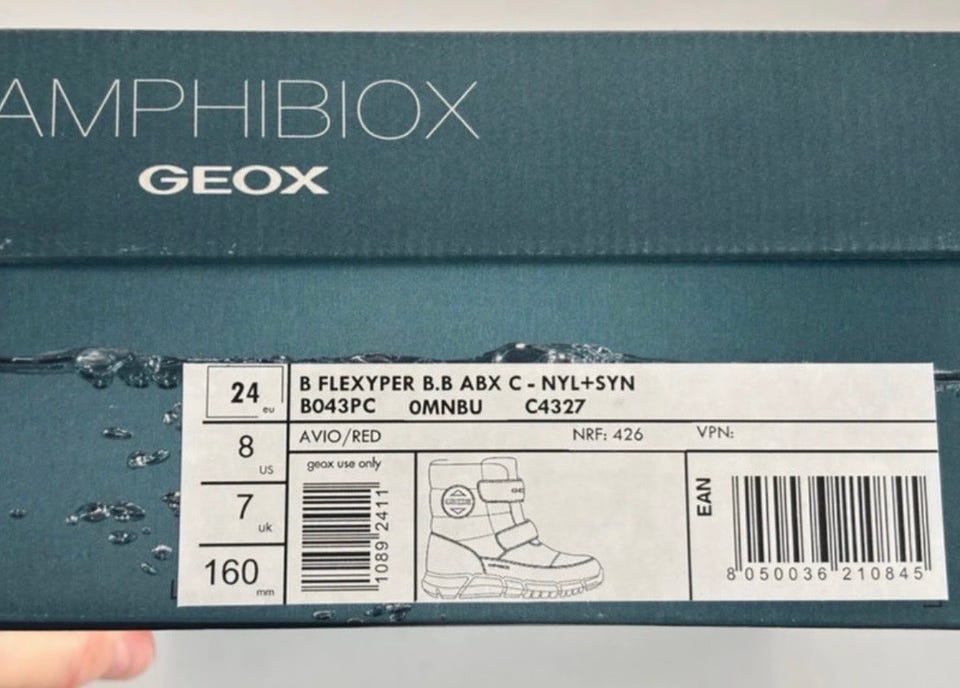 AMPHIBIOX
GEOX
24 eu
B FLEXYPER B.B ABX C - NYL+SYN
B043PC 0MNBU C4327
8 US
AVIO/RED NRF: 426 VPN:
7 uk
geox use only
160 mm
1089 2411
GEOX
EAN
8 050036 210845